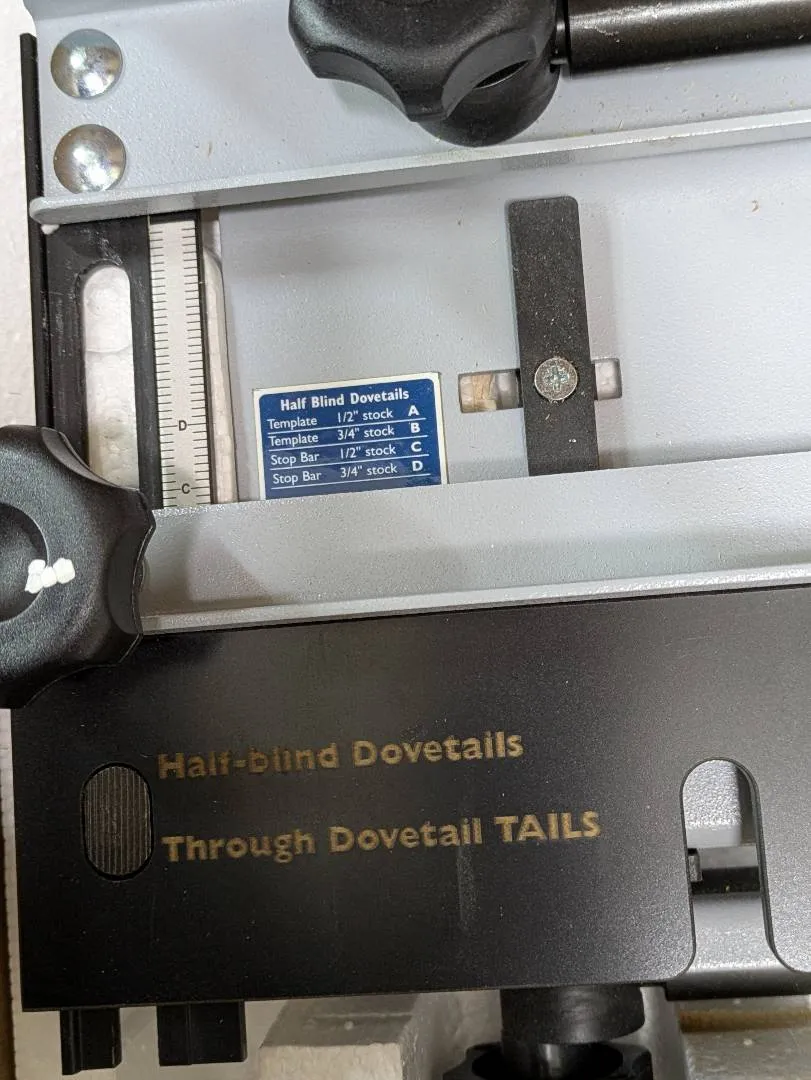 D
C
Half Blind Dovetails
Template 1/2" stock A
Template 3/4" stock B
Stop Bar 1/2" stock C
Stop Bar 3/4" stock D
Half-blind Dovetails
Through Dovetail TAILS